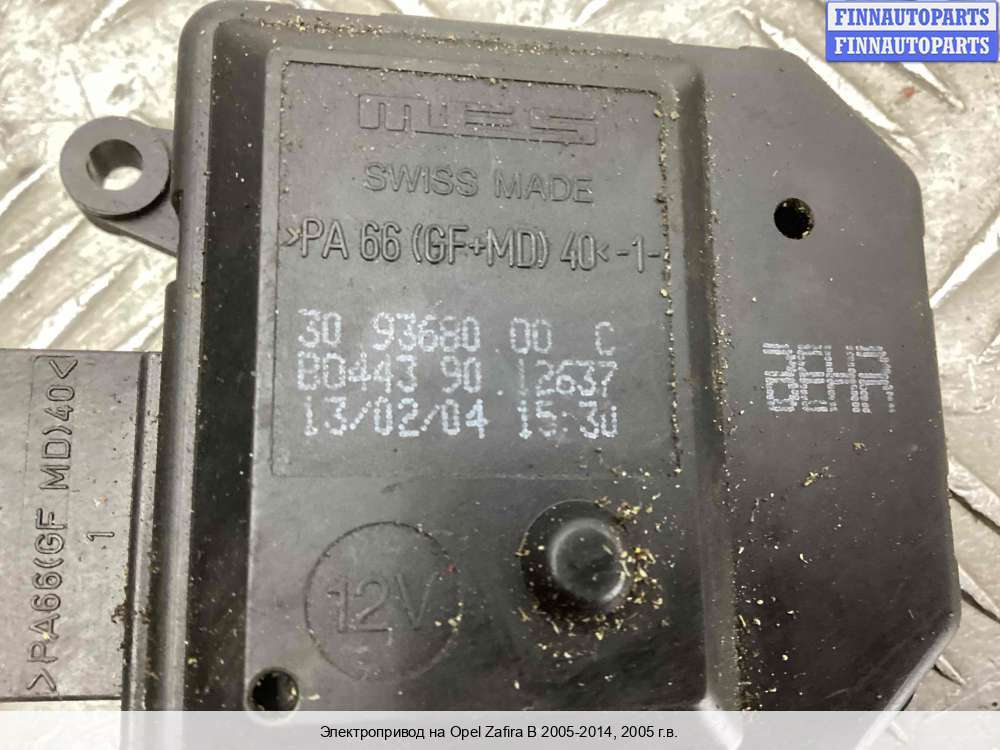 FINNAUTOPARTS
FINNAUTOPARTS
MES
SWISS MADE
>PA 66 (GF+MD) 40<-1-
30 93680 00 C
B0443 90 12637
13/02/04 15:30
BEHR
12V
>PA66(GF MD)40<
1
Электропривод на Opel Zafira B 2005-2014, 2005 г.в.